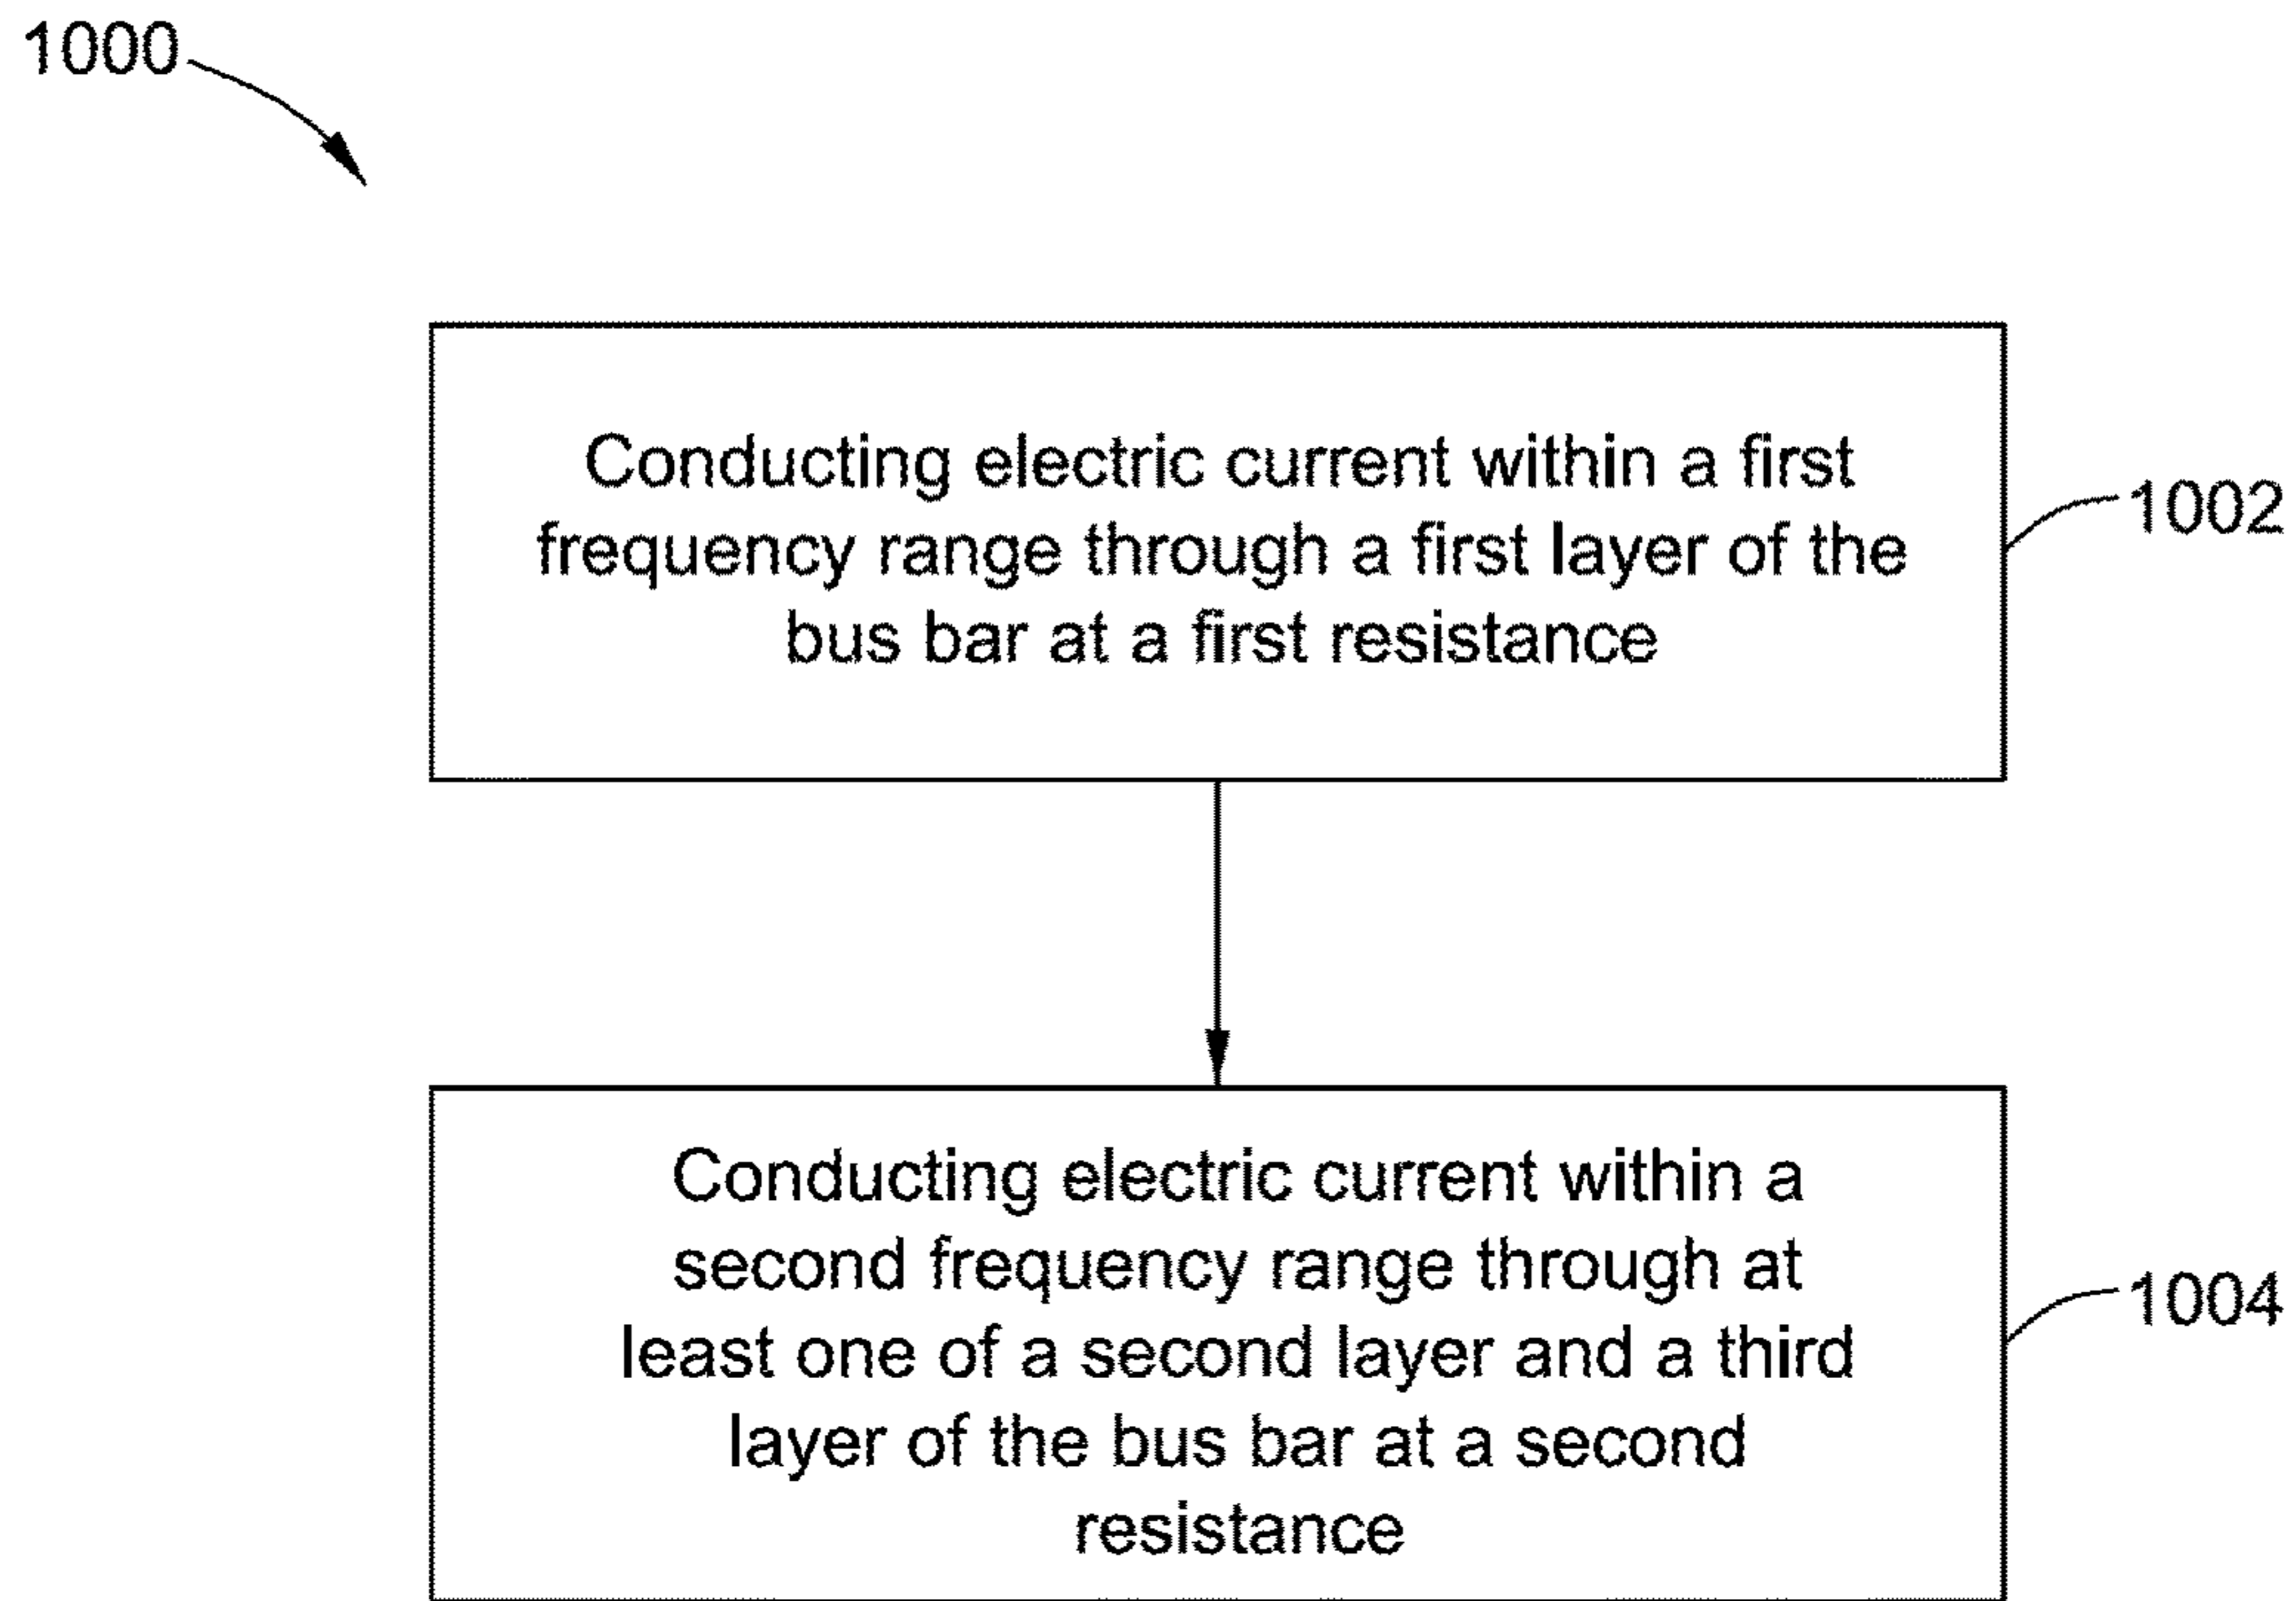 1000
Conducting electric current within a first
frequency range through a first layer of the
bus bar at a first resistance
1002
Conducting electric current within a
second frequency range through at
least one of a second layer and a third
layer of the bus bar at a second
resistance
1004